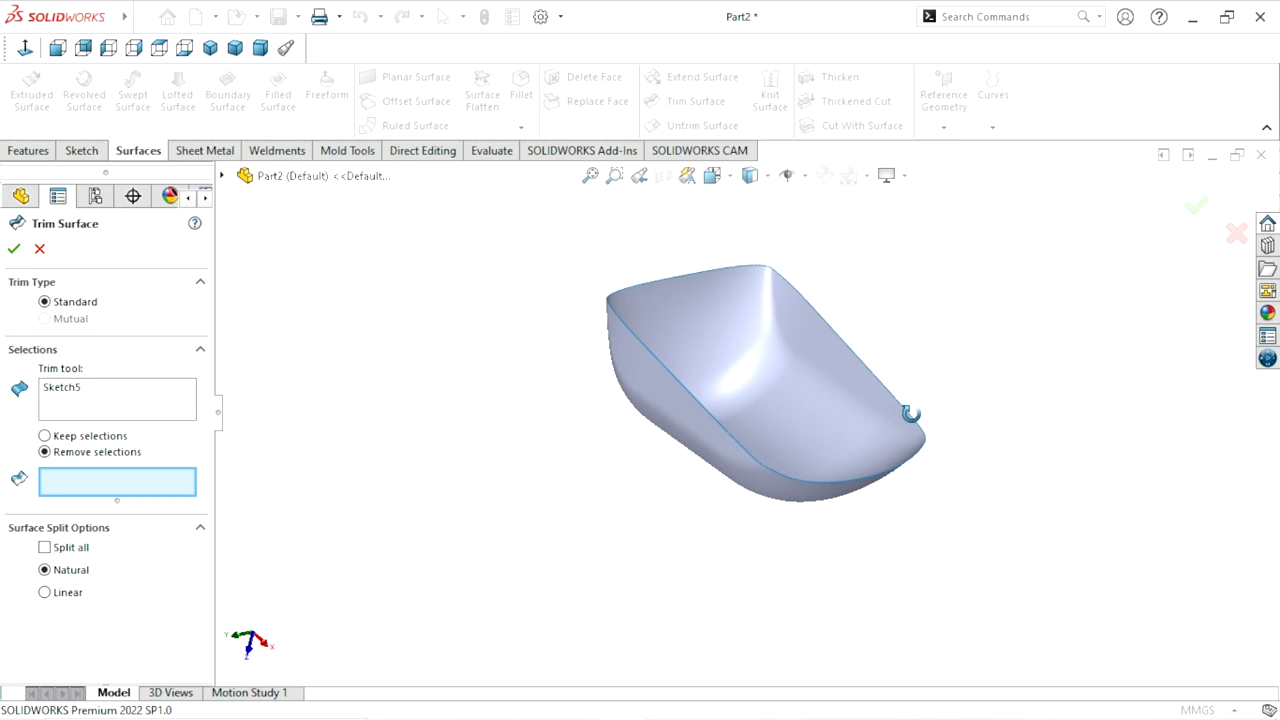 SOLIDWORKS
Part2 *
Search Commands
Extruded Surface
Revolved Surface
Swept Surface
Lofted Surface
Boundary Surface
Filled Surface
Freeform
Planar Surface
Offset Surface
Ruled Surface
Surface Flatten
Fillet
Delete Face
Replace Face
Extend Surface
Trim Surface
Untrim Surface
Knit Surface
Thicken
Thickened Cut
Cut With Surface
Reference Geometry
Curves
Features
Sketch
Surfaces
Sheet Metal
Weldments
Mold Tools
Direct Editing
Evaluate
SOLIDWORKS Add-Ins
SOLIDWORKS CAM
Part2 (Default) <<Default...
Trim Surface
Trim Type
Standard
Mutual
Selections
Trim tool:
Sketch5
Keep selections
Remove selections
Surface Split Options
Split all
Natural
Linear
Y
X
Z
Model
3D Views
Motion Study 1
SOLIDWORKS Premium 2022 SP1.0
MMGS